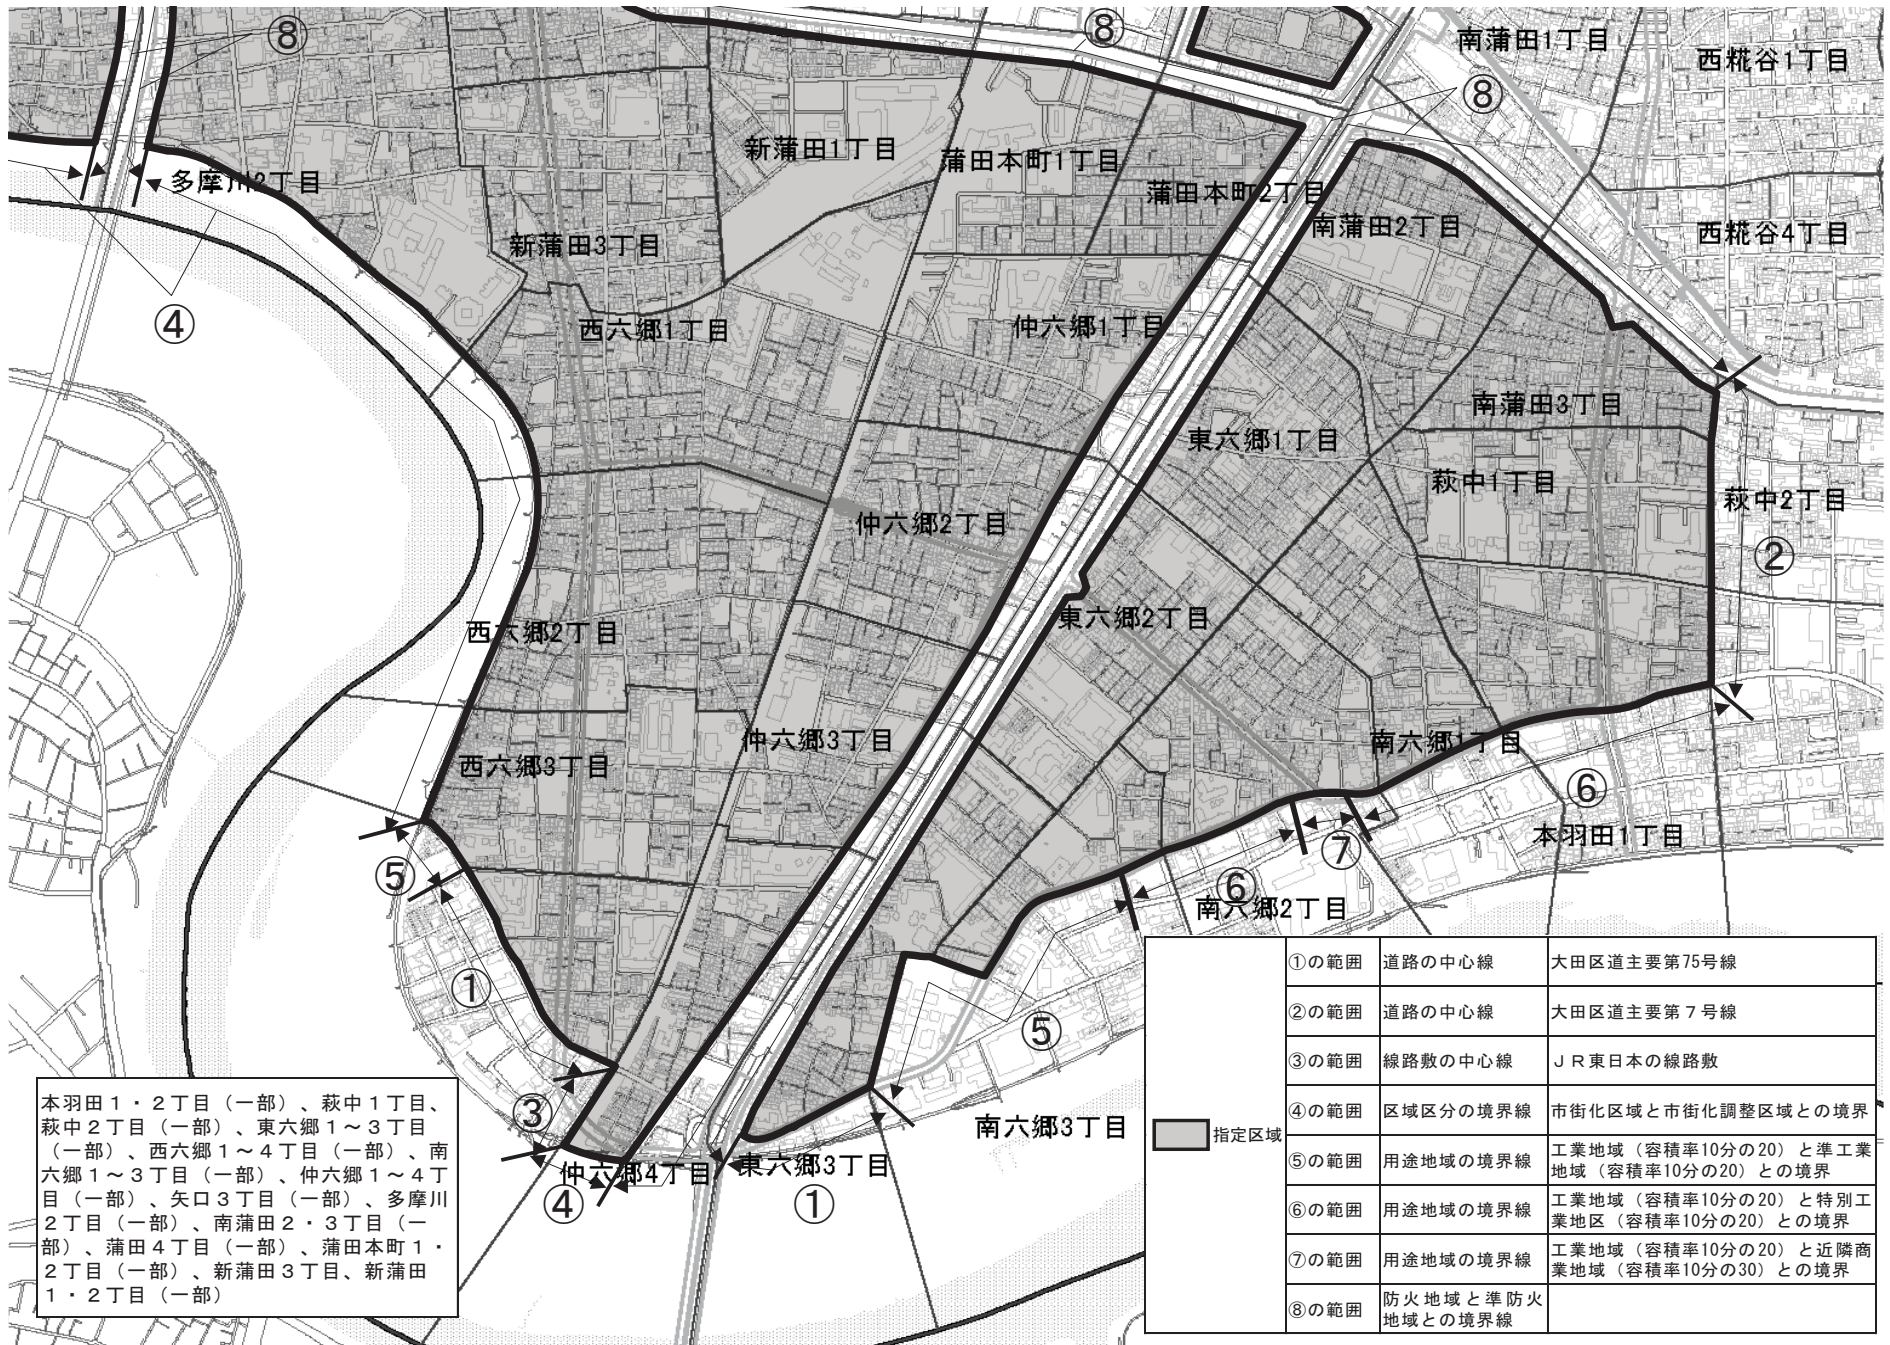 ⑧
⑧
南蒲田1丁目
西糀谷1丁目
⑧
新蒲田1丁目
蒲田本町1丁目
多摩川2丁目
蒲田本町2丁目
南蒲田2丁目
西糀谷4丁目
新蒲田3丁目
④
西六郷1丁目
仲六郷1丁目
南蒲田3丁目
東六郷1丁目
萩中1丁目
萩中2丁目
仲六郷2丁目
②
東六郷2丁目
西六郷2丁目
仲六郷3丁目
南六郷1丁目
西六郷3丁目
⑥
本羽田1丁目
⑦
⑤
⑥
南六郷2丁目
①
⑤
③
南六郷3丁目
仲六郷4丁目
東六郷3丁目
④
①
本羽田１・２丁目（一部）、萩中１丁目、
萩中２丁目（一部）、東六郷１～３丁目
（一部）、西六郷１～４丁目（一部）、南
六郷１～３丁目（一部）、仲六郷１～４丁
目（一部）、矢口３丁目（一部）、多摩川
２丁目（一部）、南蒲田２・３丁目（一
部）、蒲田４丁目（一部）、蒲田本町１・
２丁目（一部）、新蒲田３丁目、新蒲田
１・２丁目（一部）
指定区域
①の範囲 道路の中心線 大田区道主要第75号線
②の範囲 道路の中心線 大田区道主要第７号線
③の範囲 線路敷の中心線 ＪＲ東日本の線路敷
④の範囲 区域区分の境界線 市街化区域と市街化調整区域との境界
⑤の範囲 用途地域の境界線 工業地域（容積率10分の20）と準工業
地域（容積率10分の20）との境界
⑥の範囲 用途地域の境界線 工業地域（容積率10分の20）と特別工
業地区（容積率10分の20）との境界
⑦の範囲 用途地域の境界線 工業地域（容積率10分の20）と近隣商
業地域（容積率10分の30）との境界
⑧の範囲 防火地域と準防火
地域との境界線